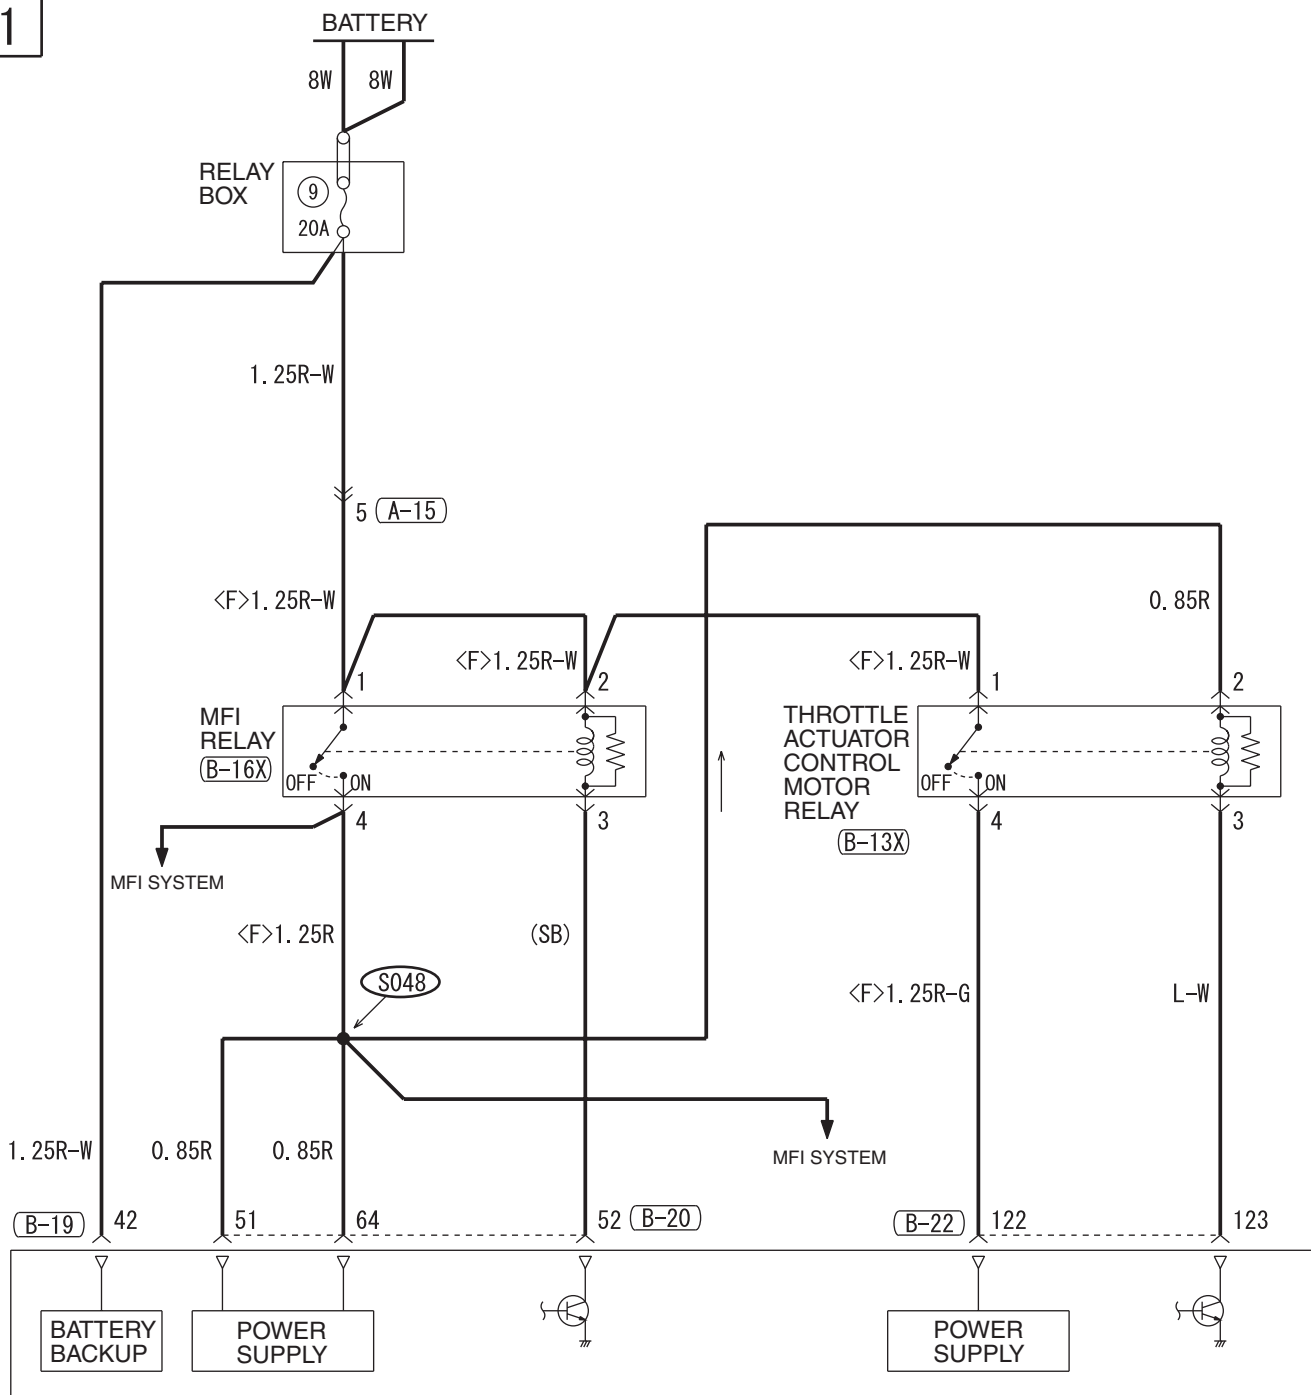 1
BATTERY
8W 8W
RELAY
BOX
9
20A
1.25R-W
5 A-15
<F>1.25R-W
0.85R
<F>1.25R-W
<F>1.25R-W
1
2
1
2
MFI
RELAY
B-16X
OFF ON
THROTTLE
ACTUATOR
CONTROL
MOTOR
RELAY
B-13X
OFF ON
4
3
4
3
MFI SYSTEM
<F>1.25R
(SB)
S048
<F>1.25R-G
L-W
1.25R-W
0.85R
0.85R
MFI SYSTEM
B-19 42
51
64
52 B-20
B-22 122
123
BATTERY
BACKUP
POWER
SUPPLY
POWER
SUPPLY